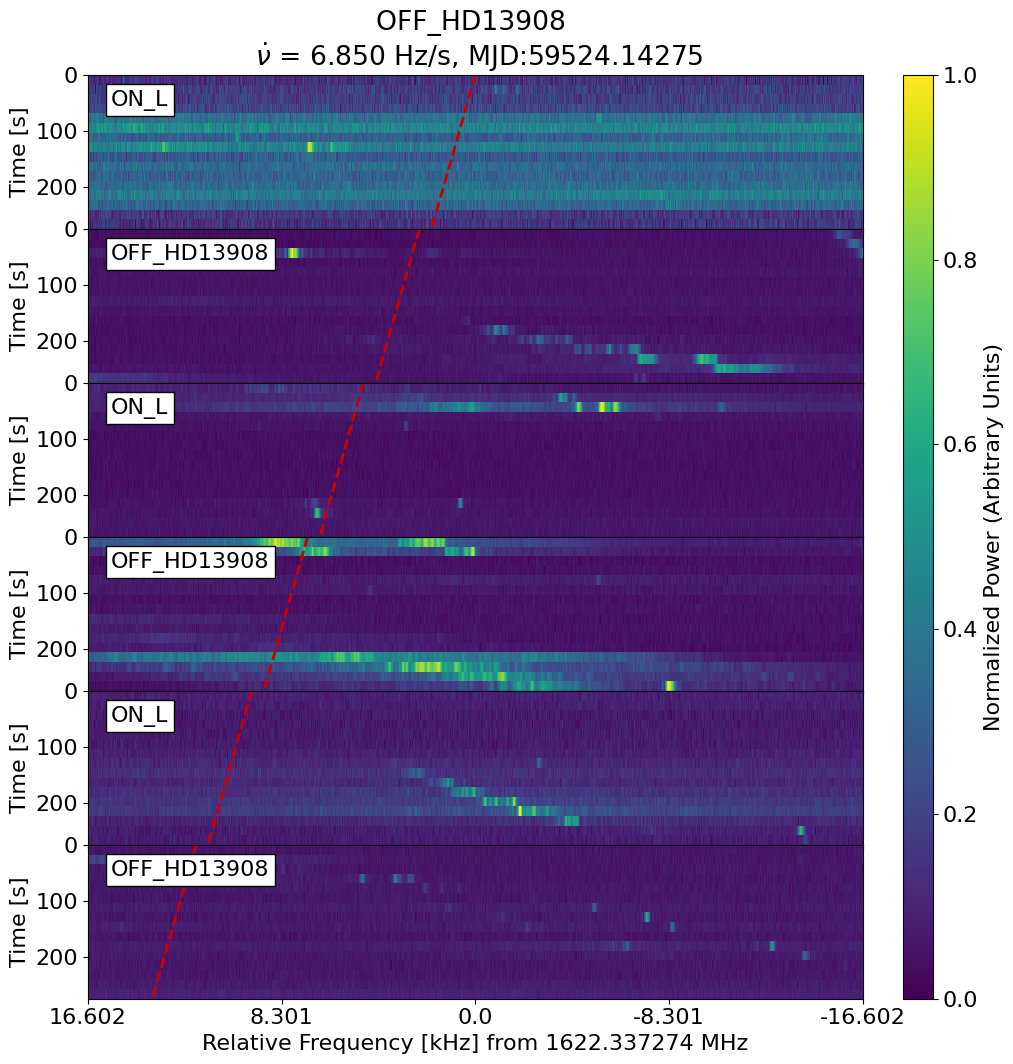 OFF_HD13908
ν̇ = 6.850 Hz/s, MJD:59524.14275
0
100
200
Time [s]
ON_L
0
100
200
Time [s]
OFF_HD13908
0
100
200
Time [s]
ON_L
0
100
200
Time [s]
OFF_HD13908
0
100
200
Time [s]
ON_L
0
100
200
Time [s]
OFF_HD13908
16.602 8.301 0.0 -8.301 -16.602
Relative Frequency [kHz] from 1622.337274 MHz
1.0
0.8
0.6
0.4
0.2
0.0
Normalized Power (Arbitrary Units)